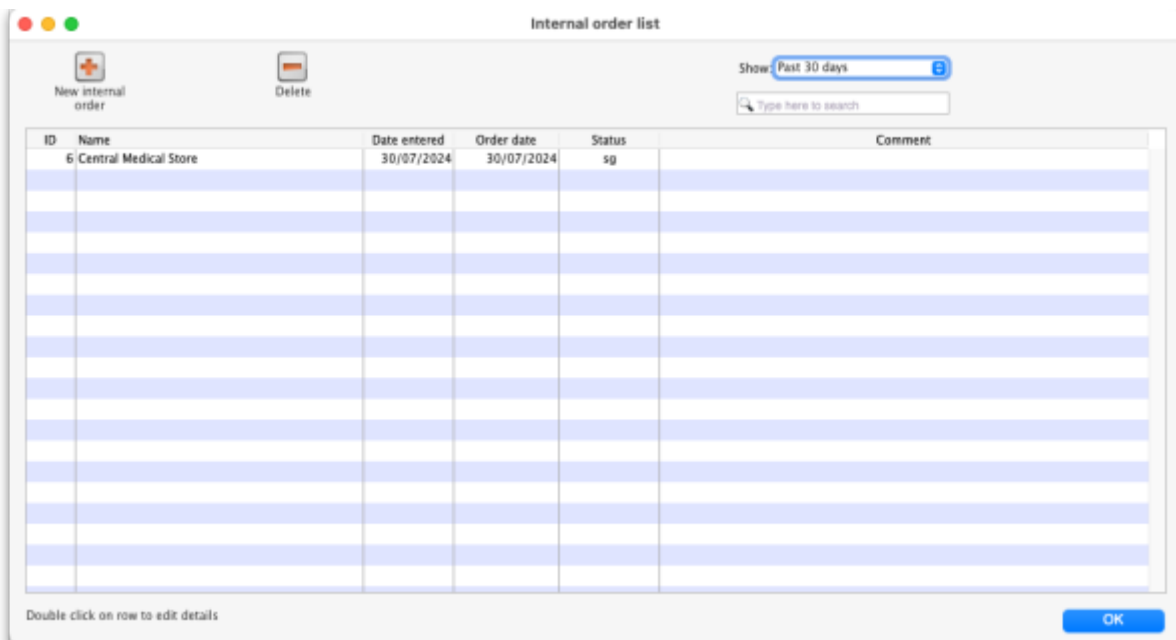 Internal order list
New internal
order
Delete
Show: Past 30 days
Type here to search
ID Name Date entered Order date Status Comment
6 Central Medical Store 30/07/2024 30/07/2024 sg
Double click on row to edit details
OK